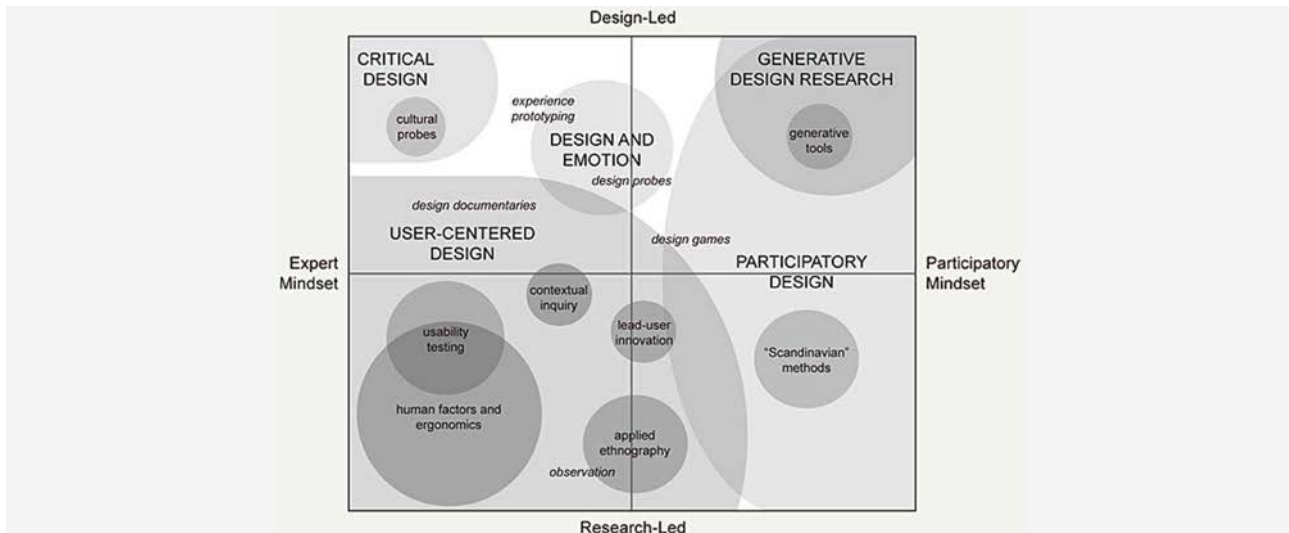 Design-Led
CRITICAL
DESIGN
cultural
probes
experience
prototyping
DESIGN AND
EMOTION
design probes
GENERATIVE
DESIGN RESEARCH
generative
tools
design documentaries
USER-CENTERED
DESIGN
design games
Expert
Mindset
PARTICIPATORY
DESIGN
Participatory
Mindset
contextual
inquiry
usability
testing
lead-user
innovation
"Scandinavian"
methods
human factors and
ergonomics
applied
ethnography
observation
Research-Led